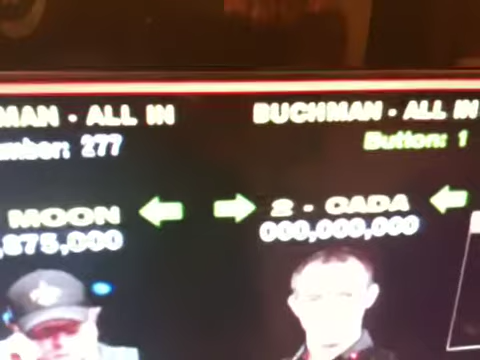 MAN · ALL IN
BUCHMAN · ALL IN
mber: 277
Button: 1
MOON
2 - CADA
,875,000
000,000,000